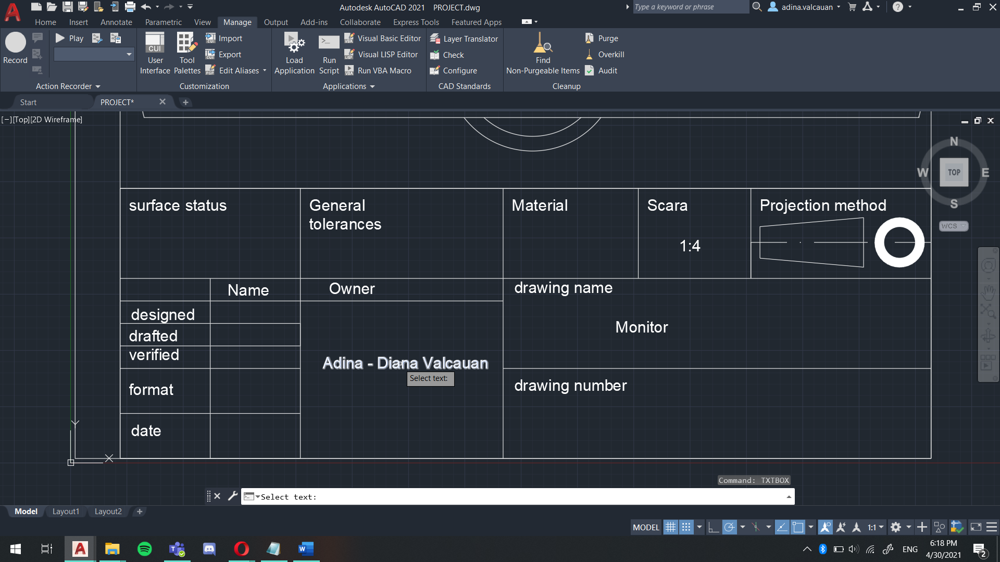 Autodesk AutoCAD 2021 PROJECT.dwg
Type a keyword or phrase
adina.valcauan
Home Insert Annotate Parametric View Manage Output Add-ins Collaborate Express Tools Featured Apps
Record
Play
Action Recorder
CUI
User
Interface
Tool
Palettes
CUI Import
CUI Export
PGP Edit Aliases
Customization
Load
Application
Run
Script
VBA Visual Basic Editor
LISP Visual LISP Editor
VBA Run VBA Macro
Applications
Layer Translator
Check
Configure
CAD Standards
Find
Non-Purgeable Items
Purge
Overkill
Audit
Cleanup
Start PROJECT*
[−][Top][2D Wireframe]
N
W TOP E
S
WCS
surface status
General
tolerances
Material
Scara
1:4
Projection method
Name
Owner
drawing name
designed
drafted
verified
format
date
Adina - Diana Valcauan
Select text:
Monitor
drawing number
Y
X
Command: TXTBOX
Select text:
Model Layout1 Layout2
MODEL 1:1
ENG
6:18 PM
4/30/2021
2